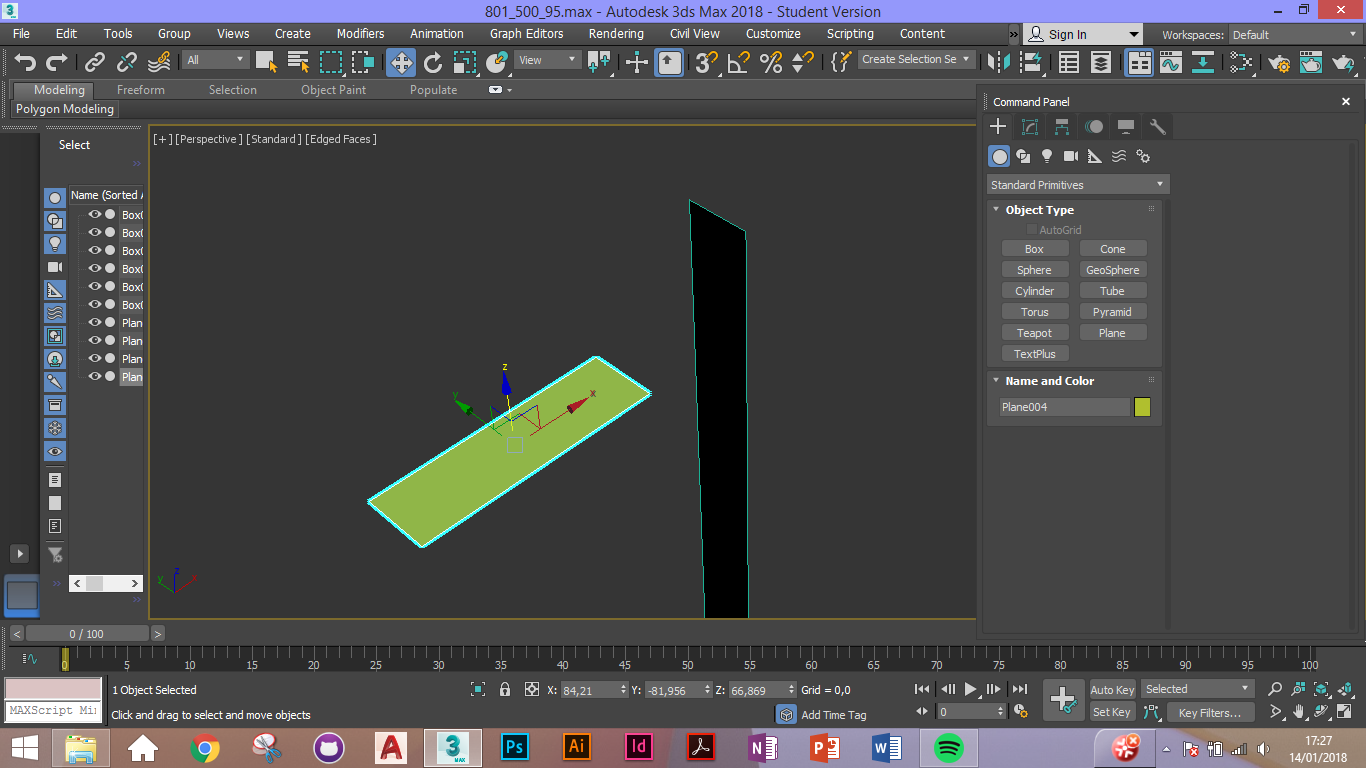 801_500_95.max - Autodesk 3ds Max 2018 - Student Version
File Edit Tools Group Views Create Modifiers Animation Graph Editors Rendering Civil View Customize Scripting Content » Sign In Workspaces: Default
All View Create Selection Se
Modeling Freeform Selection Object Paint Populate
Polygon Modeling
Command Panel
[+] [Perspective] [Standard] [Edged Faces]
Select
Name (Sorted A
Box0
Box0
Box0
Box0
Box0
Box0
Plan
Plan
Plan
Plan
z
y
x
z
y
Standard Primitives
Object Type
AutoGrid
Box Cone
Sphere GeoSphere
Cylinder Tube
Torus Pyramid
Teapot Plane
TextPlus
Name and Color
Plane004
0 / 100
0 5 10 15 20 25 30 35 40 45 50 55 60 65 70 75 80 85 90 95 100
1 Object Selected X: 84,21 Y: -81,956 Z: 66,869 Grid = 0,0 Auto Key Selected
MAXScript Mi
Click and drag to select and move objects Add Time Tag 0 Set Key Key Filters...
A 3 MAX Ps Ai Id N P W
17:27
14/01/2018